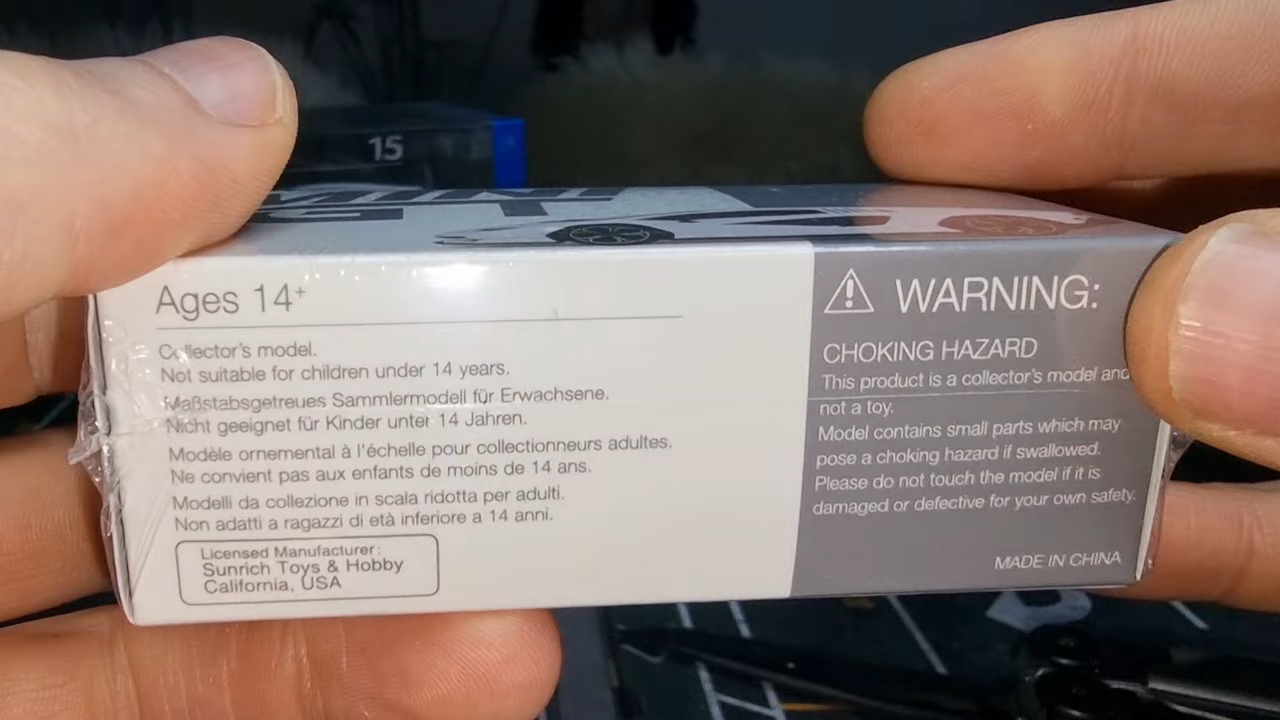 15
MINI
GT
Ages 14+
Collector's model.
Not suitable for children under 14 years.
Maßstabsgetreues Sammlermodell für Erwachsene.
Nicht geeignet für Kinder unter 14 Jahren.
Modèle ornemental à l'échelle pour collectionneurs adultes.
Ne convient pas aux enfants de moins de 14 ans.
Modelli da collezione in scala ridotta per adulti.
Non adatti a ragazzi di età inferiore a 14 anni.
Licensed Manufacturer:
Sunrich Toys & Hobby
California, USA
WARNING:
CHOKING HAZARD
This product is a collector's model and
not a toy.
Model contains small parts which may
pose a choking hazard if swallowed.
Please do not touch the model if it is
damaged or defective for your own safety.
MADE IN CHINA